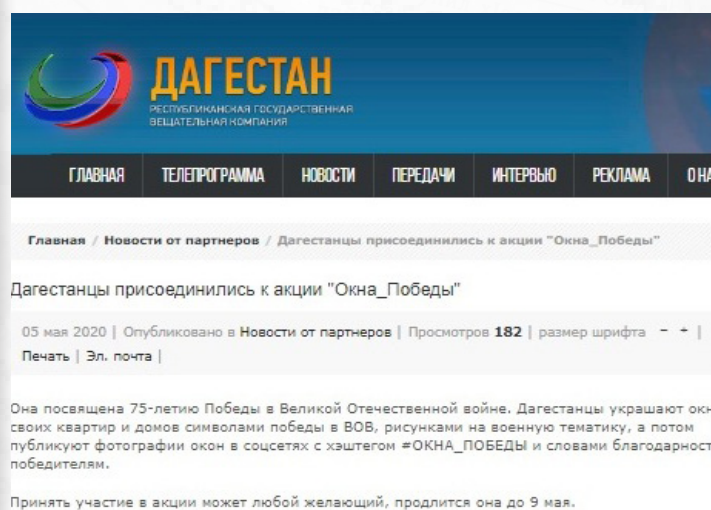 ДАГЕСТАН
РЕСПУБЛИКАНСКАЯ ГОСУДАРСТВЕННАЯ
ВЕЩАТЕЛЬНАЯ КОМПАНИЯ
ГЛАВНАЯ ТЕЛЕПРОГРАММА НОВОСТИ ПЕРЕДАЧИ ИНТЕРВЬЮ РЕКЛАМА О НА
Главная / Новости от партнеров / Дагестанцы присоединились к акции "Окна_Победы"
Дагестанцы присоединились к акции "Окна_Победы"
05 мая 2020 | Опубликовано в Новости от партнеров | Просмотров 182 | размер шрифта − + |
Печать | Эл. почта |
Она посвящена 75-летию Победы в Великой Отечественной войне. Дагестанцы украшают окн
своих квартир и домов символами победы в ВОВ, рисунками на военную тематику, а потом
публикуют фотографии окон в соцсетях с хэштегом #ОКНА_ПОБЕДЫ и словами благодарност
победителям.
Принять участие в акции может любой желающий, продлится она до 9 мая.